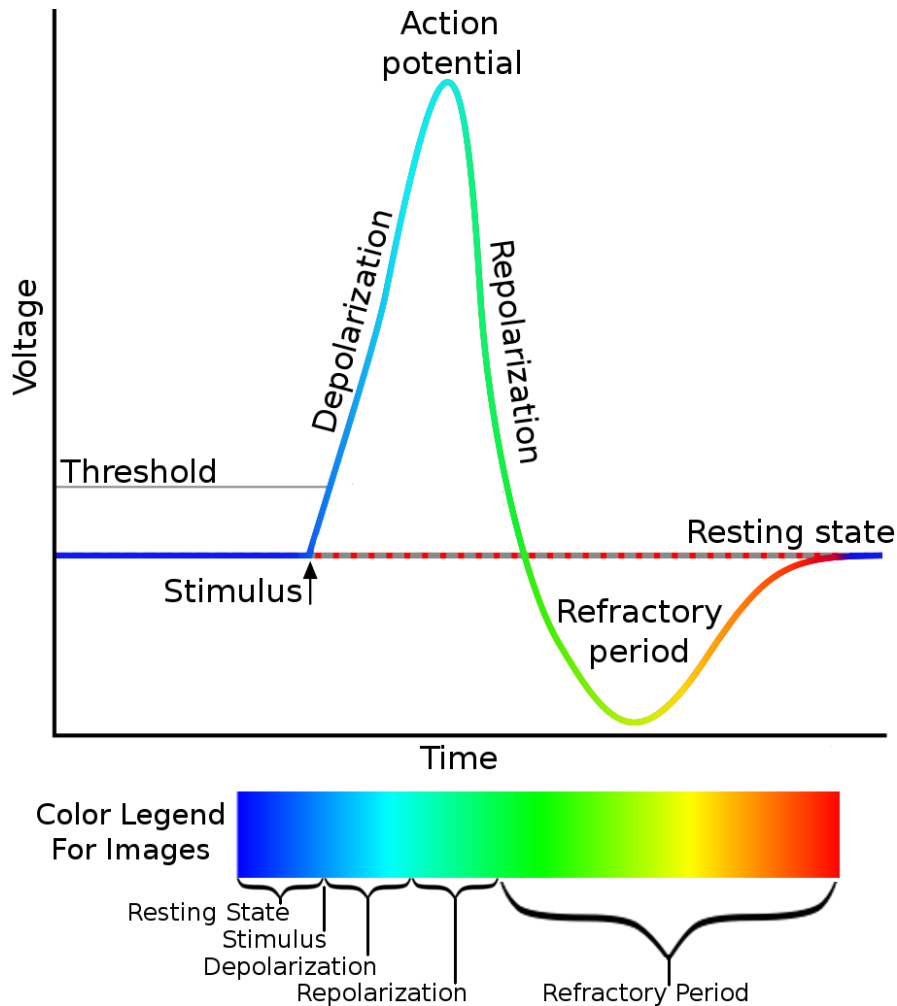 Action
potential
Depolarization
Repolarization
Voltage
Threshold
Resting state
Stimulus
Refractory
period
Time
Color Legend
For Images
Resting State
Stimulus
Depolarization
Repolarization
Refractory Period